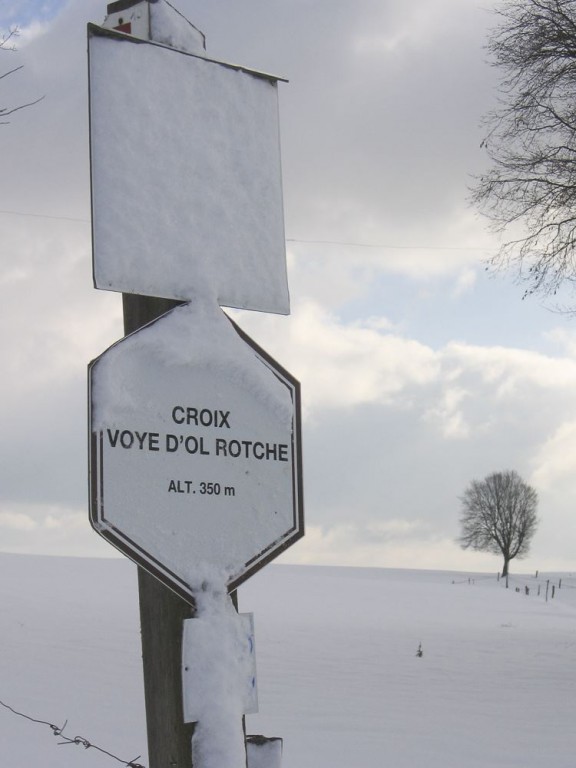 CROIX
VOYE D'OL ROTCHE
ALT. 350 m